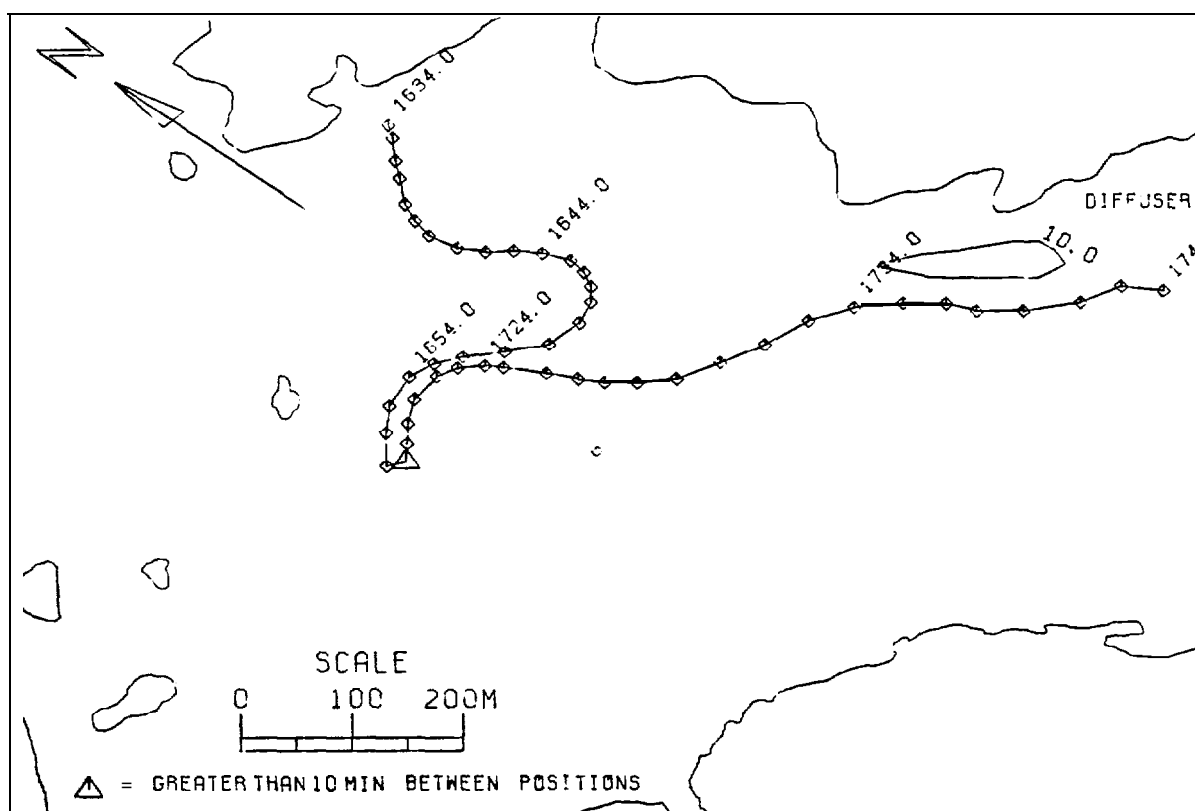 N
1634.0
1644.0
DIFFUSER
10.0
1734.0
174
1654.0
1724.0
SCALE
0 100 200M
= GREATER THAN 10 MIN BETWEEN POSITIONS